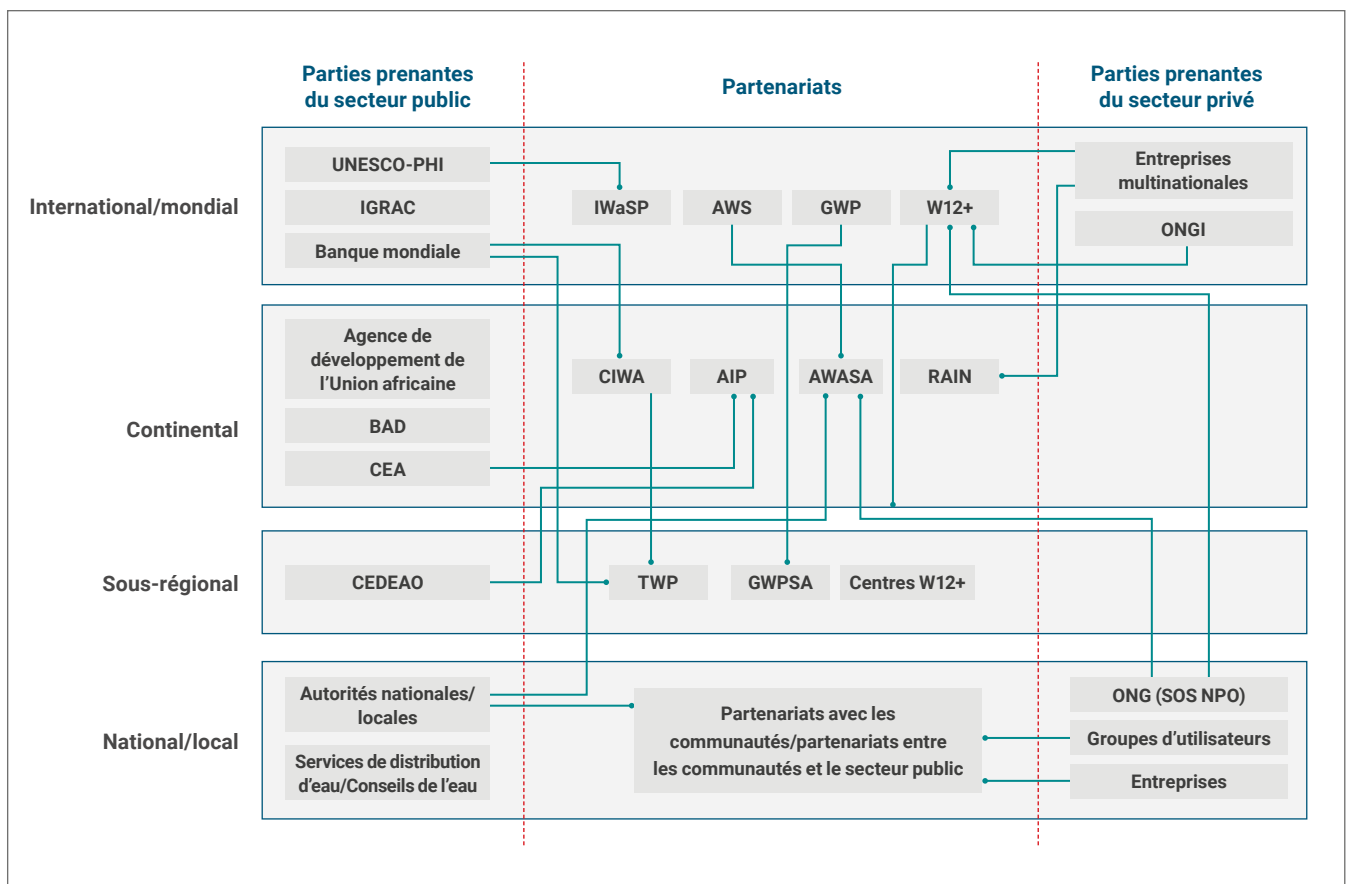 Parties prenantes
du secteur public
Partenariats
Parties prenantes
du secteur privé
International/mondial
UNESCO-PHI
IGRAC
Banque mondiale
IWaSP
AWS
GWP
W12+
Entreprises
multinationales
ONGI
Continental
Agence de
développement de
l’Union africaine
BAD
CEA
CIWA
AIP
AWASA
RAIN
Sous-régional
CEDEAO
TWP
GWPSA
Centres W12+
National/local
Autorités nationales/
locales
Services de distribution
d’eau/Conseils de l’eau
Partenariats avec les
communautés/partenariats entre
les communautés et le secteur public
ONG (SOS NPO)
Groupes d’utilisateurs
Entreprises